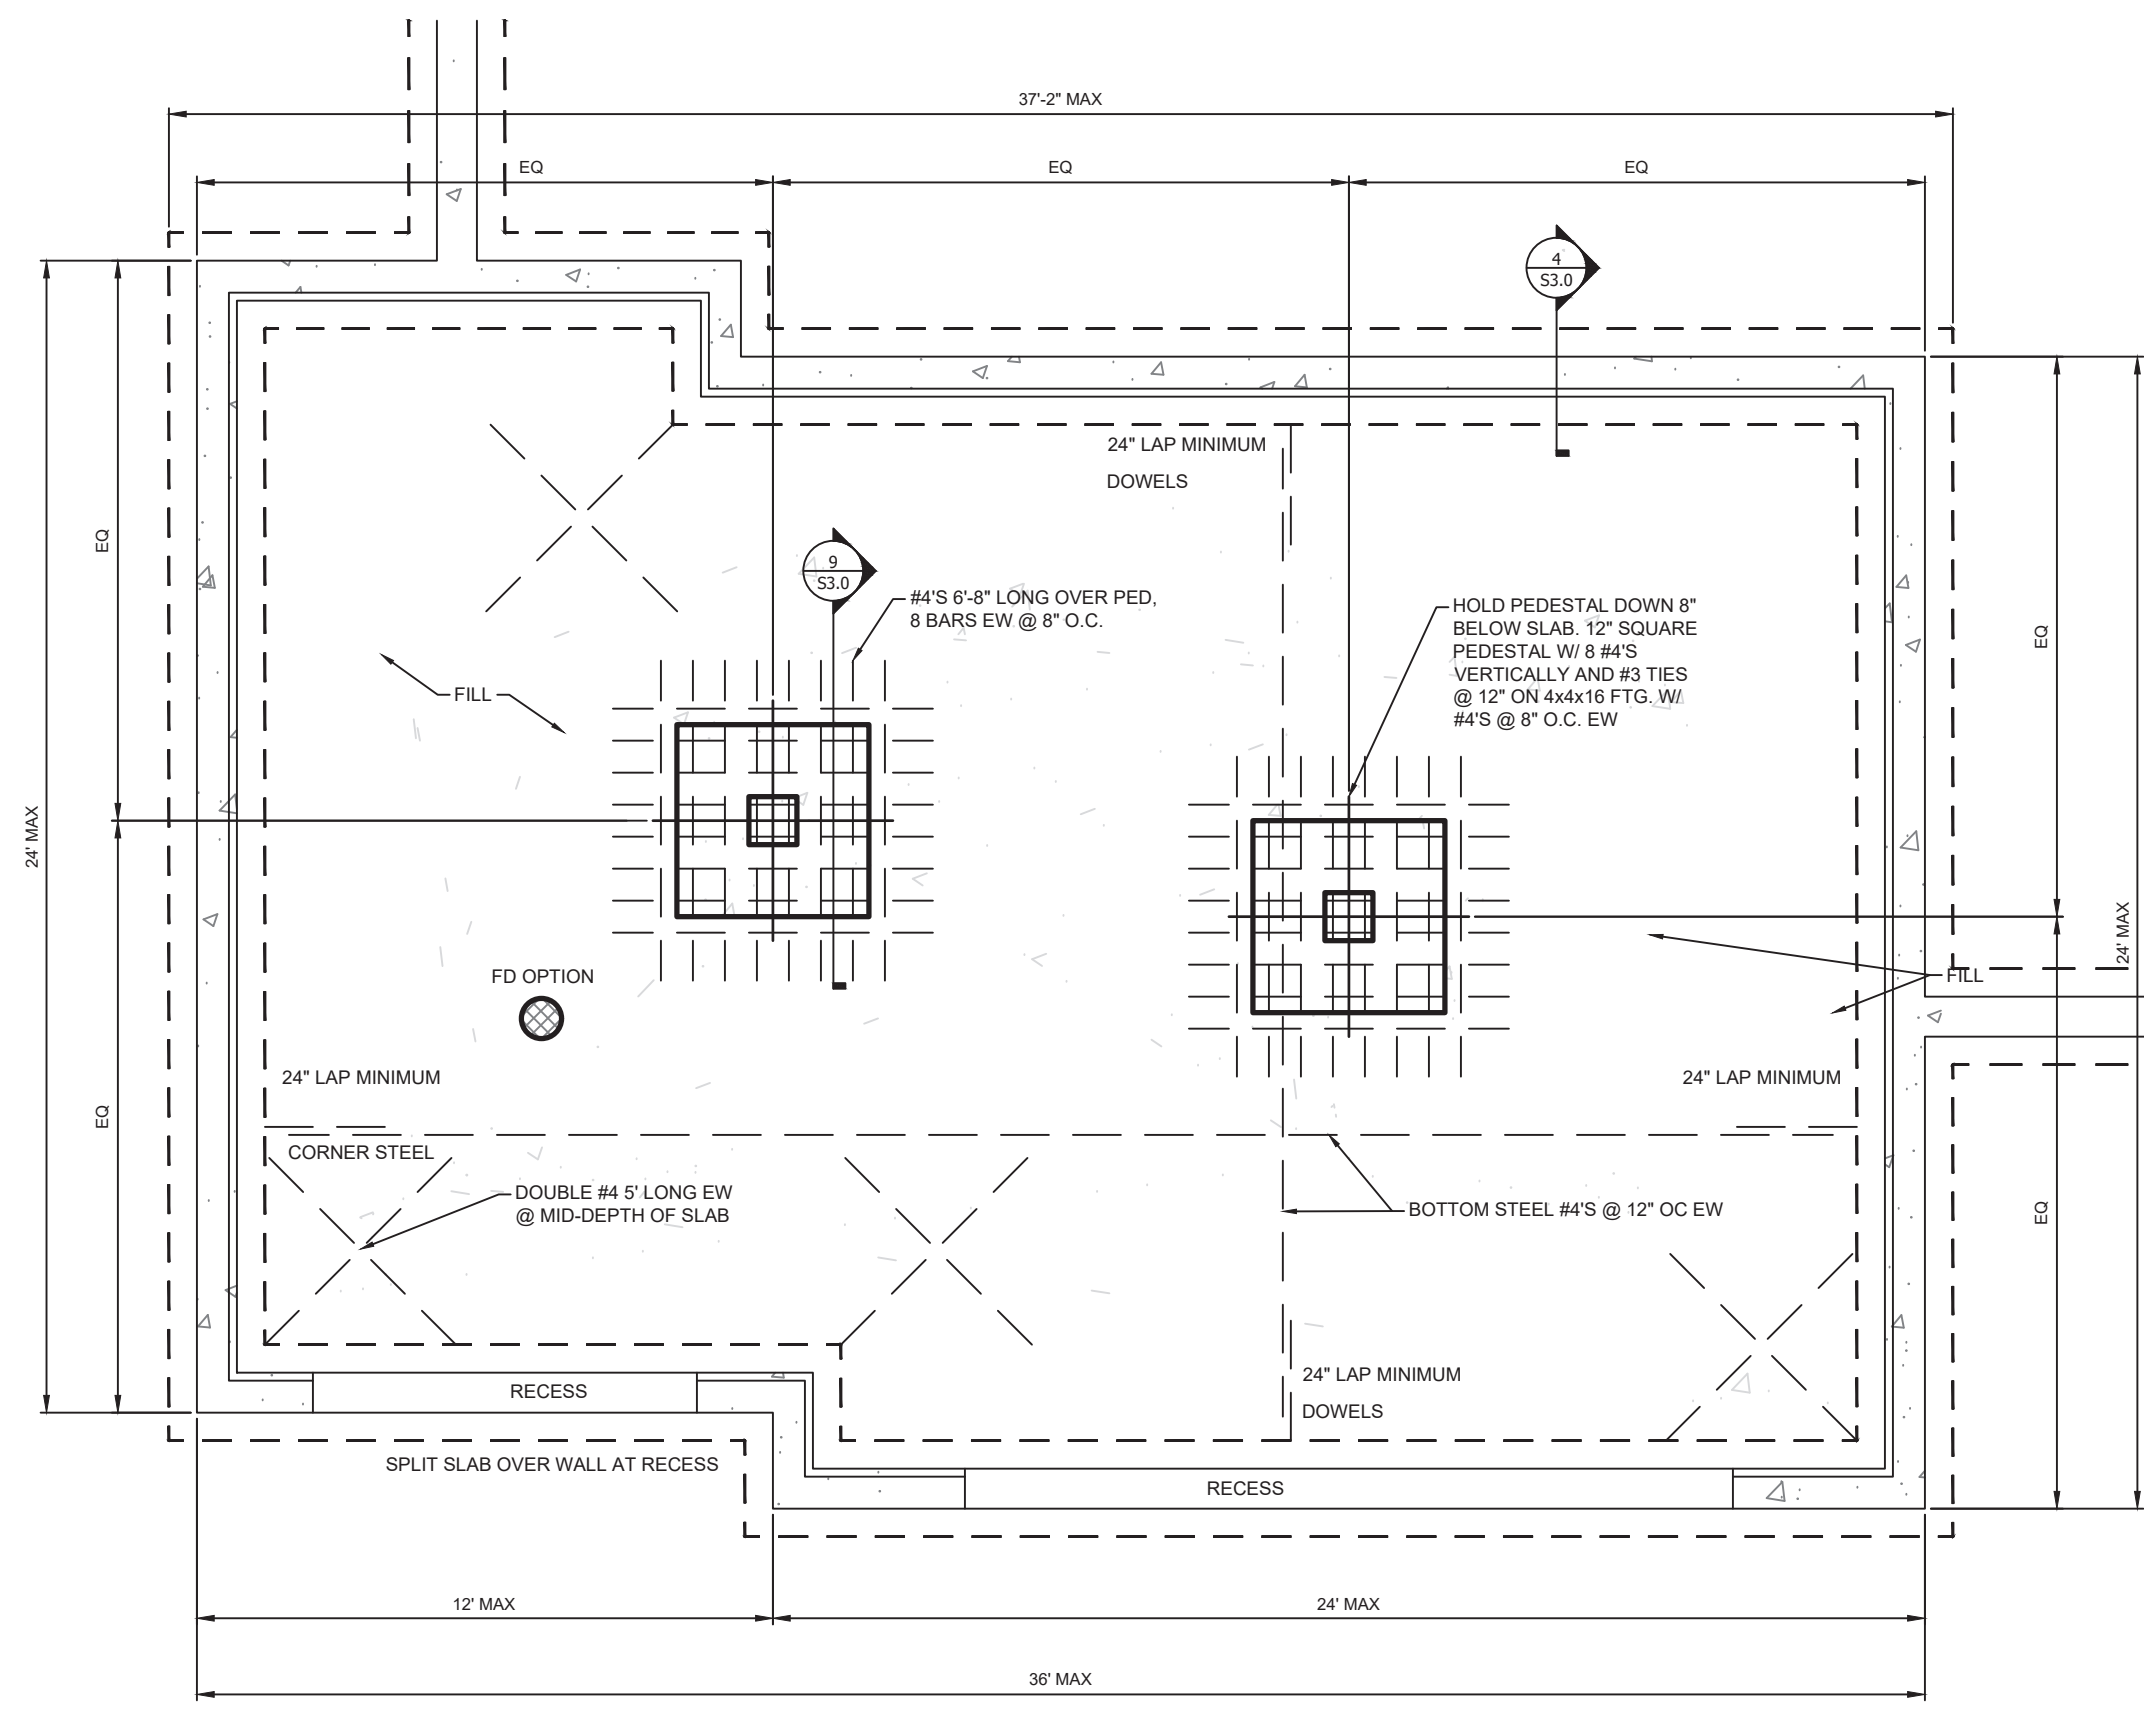 37'-2" MAX
EQ
EQ
EQ
4
S3.0
24" LAP MINIMUM
DOWELS
EQ
9
S3.0
#4'S 6'-8" LONG OVER PED,
8 BARS EW @ 8" O.C.
HOLD PEDESTAL DOWN 8"
BELOW SLAB. 12" SQUARE
PEDESTAL W/ 8 #4'S
VERTICALLY AND #3 TIES
@ 12" ON 4x4x16 FTG. W/
#4'S @ 8" O.C. EW
EQ
FILL
24' MAX
24' MAX
FD OPTION
FILL
24" LAP MINIMUM
24" LAP MINIMUM
EQ
CORNER STEEL
DOUBLE #4 5' LONG EW
@ MID-DEPTH OF SLAB
BOTTOM STEEL #4'S @ 12" OC EW
EQ
24" LAP MINIMUM
DOWELS
RECESS
SPLIT SLAB OVER WALL AT RECESS
RECESS
12' MAX
24' MAX
36' MAX